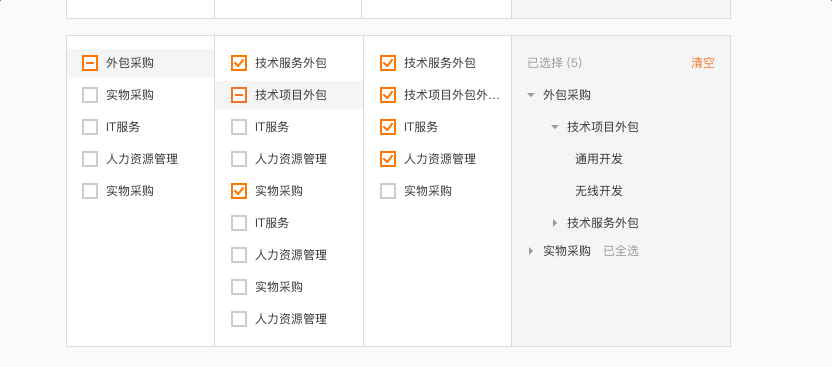 外包采购
实物采购
IT服务
人力资源管理
实物采购
技术服务外包
技术项目外包
IT服务
人力资源管理
实物采购
IT服务
人力资源管理
实物采购
人力资源管理
技术服务外包
技术项目外包外...
IT服务
人力资源管理
实物采购
已选择 (5) 清空
外包采购
技术项目外包
通用开发
无线开发
技术服务外包
实物采购 已全选